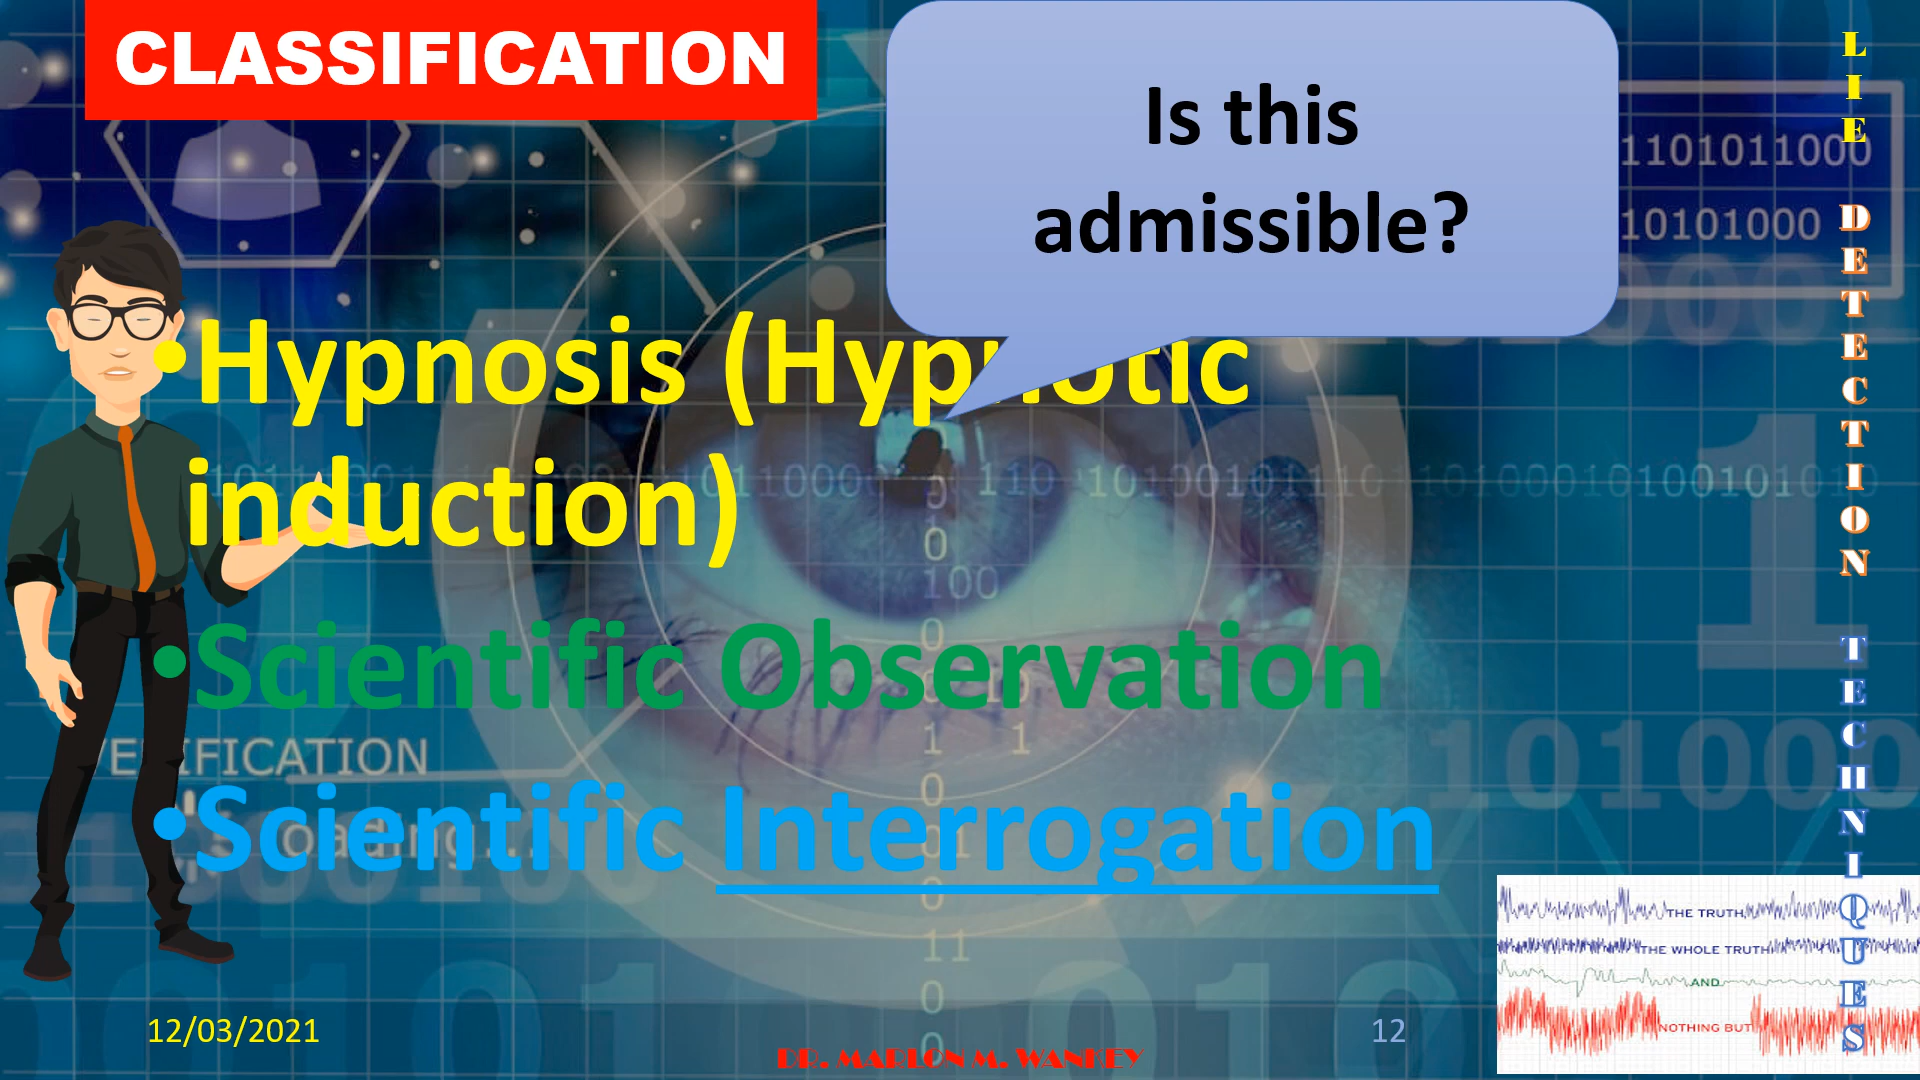 CLASSIFICATION
Is this
admissible?
•Hypnosis (Hypnotic
induction)
•Scientific Observation
•Scientific Interrogation
LIE DETECTION TECHNIQUES
1101011000
10101000
VERIFICATION
THE TRUTH,
THE WHOLE TRUTH
AND
NOTHING BUT
12/03/2021
DR. MARLON M. WANKEY
12